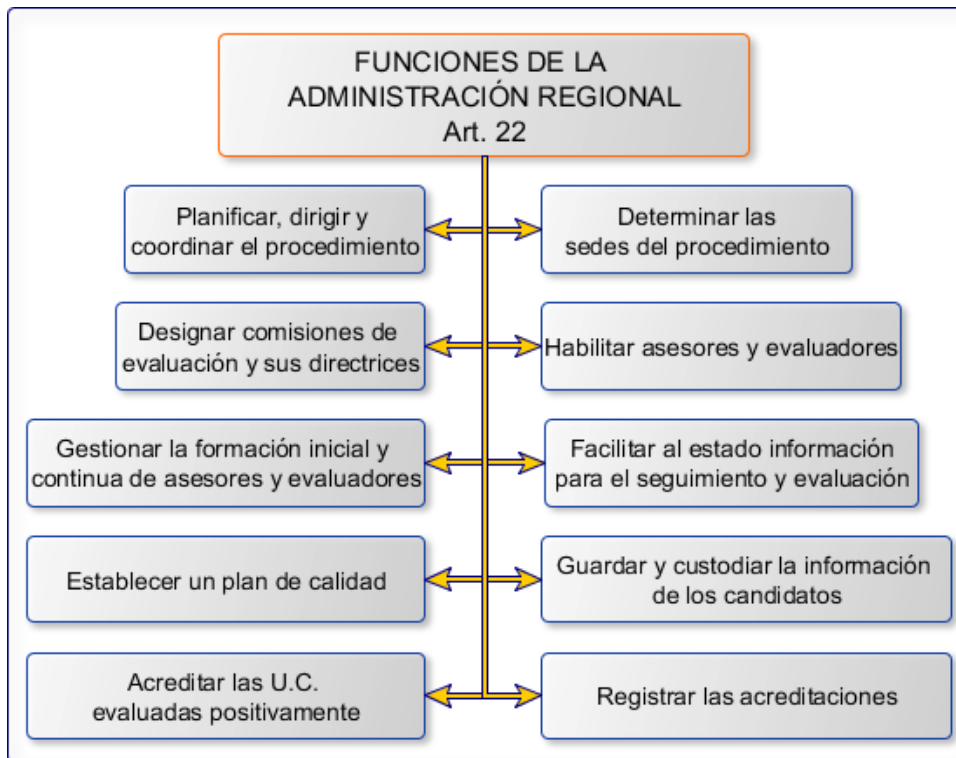 FUNCIONES DE LA
ADMINISTRACIÓN REGIONAL
Art. 22
Planificar, dirigir y
coordinar el procedimiento
Determinar las
sedes del procedimiento
Designar comisiones de
evaluación y sus directrices
Habilitar asesores y evaluadores
Gestionar la formación inicial y
continua de asesores y evaluadores
Facilitar al estado información
para el seguimiento y evaluación
Establecer un plan de calidad
Guardar y custodiar la información
de los candidatos
Acreditar las U.C.
evaluadas positivamente
Registrar las acreditaciones